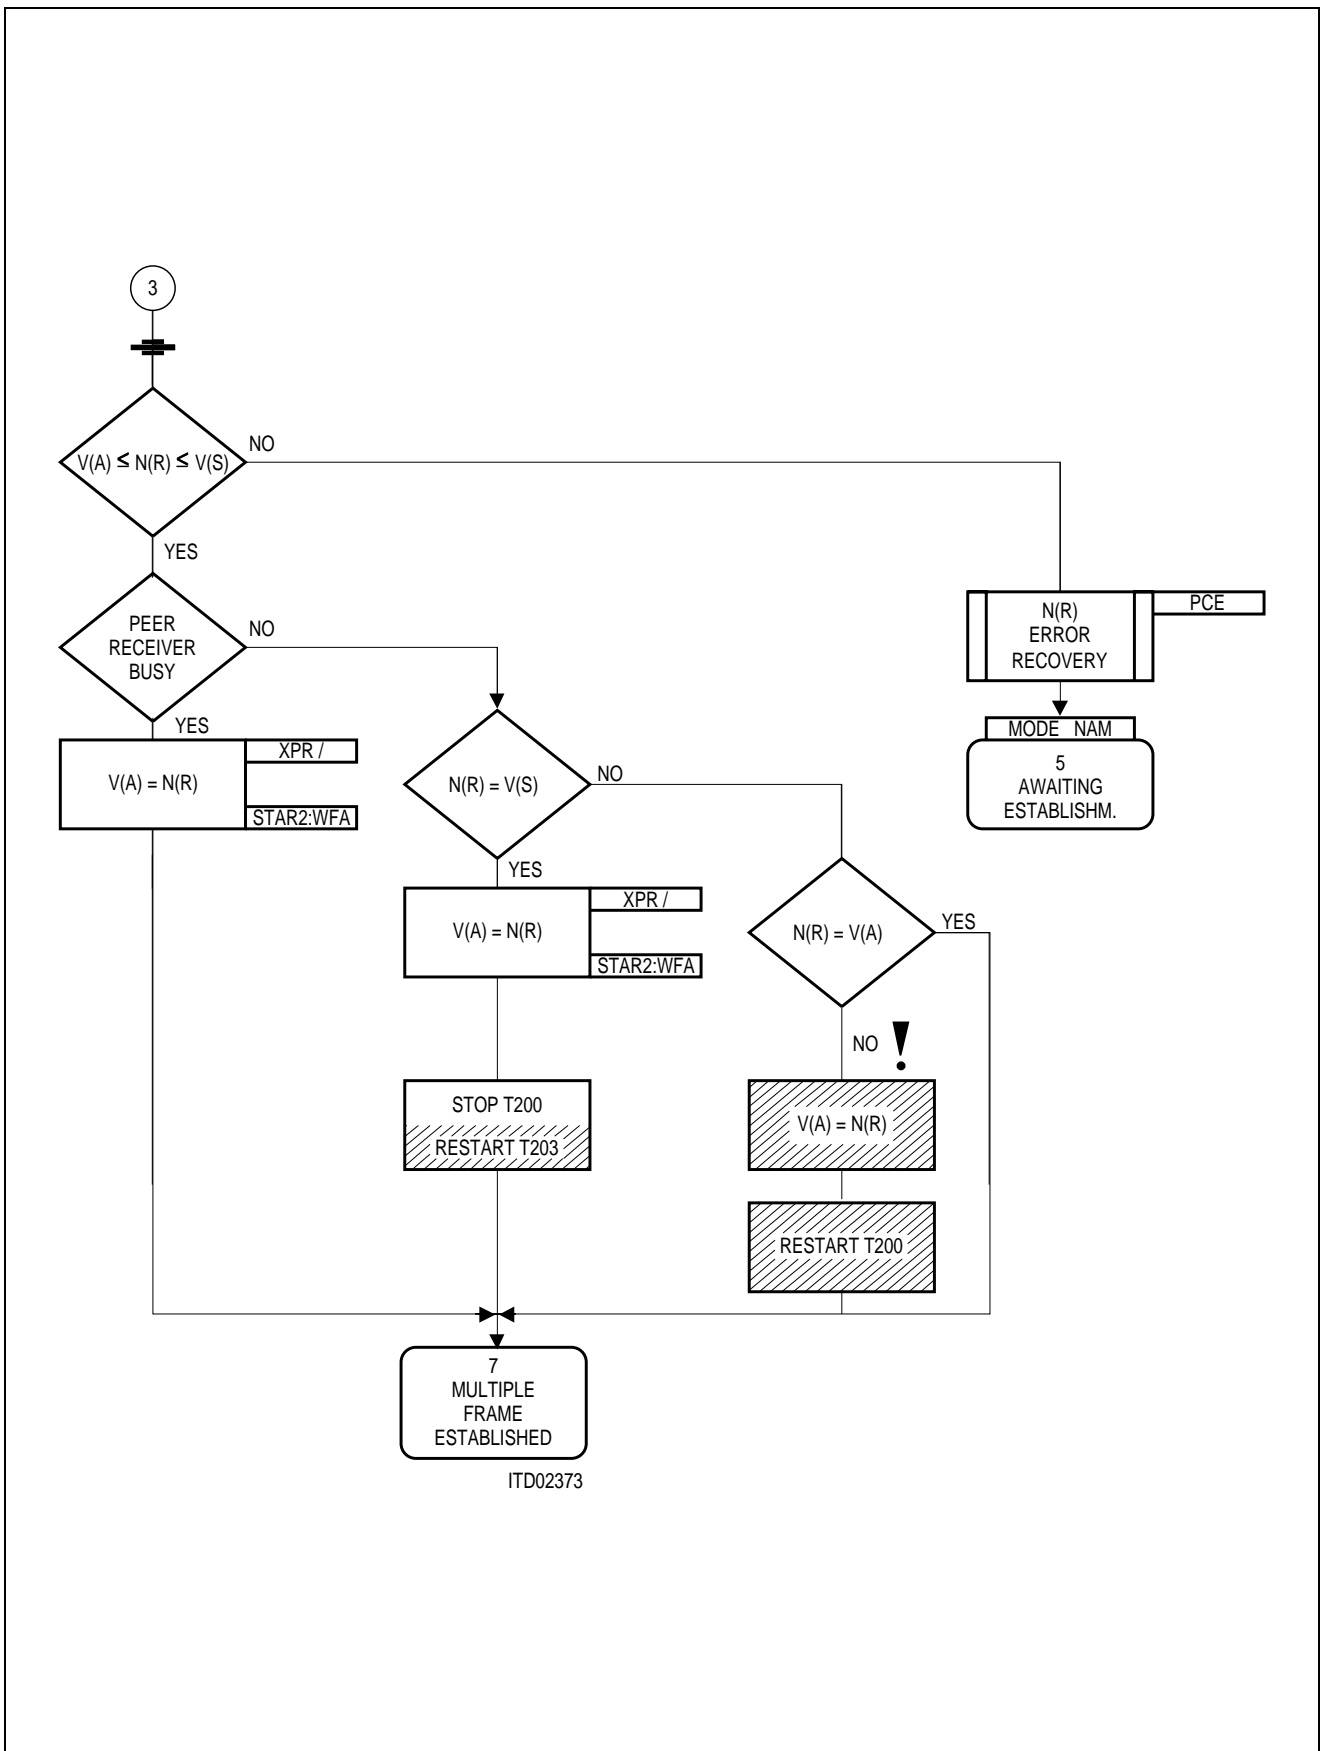 3
V(A) ≤ N(R) ≤ V(S)
NO
YES
PEER
RECEIVER
BUSY
NO
YES
V(A) = N(R)
XPR /
STAR2:WFA
N(R) = V(S)
NO
YES
V(A) = N(R)
XPR /
STAR2:WFA
STOP T200
RESTART T203
N(R) = V(A)
YES
NO !
V(A) = N(R)
RESTART T200
N(R)
ERROR
RECOVERY
PCE
MODE NAM
5
AWAITING
ESTABLISHM.
7
MULTIPLE
FRAME
ESTABLISHED
ITD02373